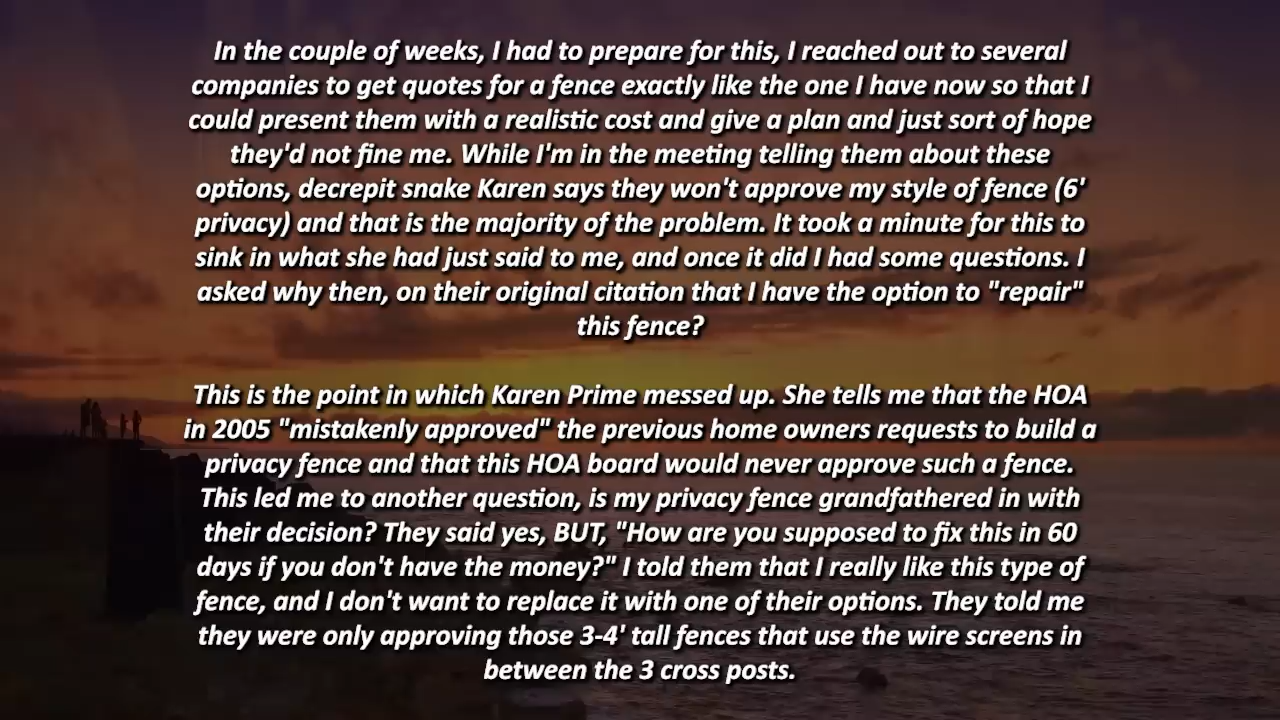 In the couple of weeks, I had to prepare for this, I reached out to several
companies to get quotes for a fence exactly like the one I have now so that I
could present them with a realistic cost and give a plan and just sort of hope
they'd not fine me. While I'm in the meeting telling them about these
options, decrepit snake Karen says they won't approve my style of fence (6'
privacy) and that is the majority of the problem. It took a minute for this to
sink in what she had just said to me, and once it did I had some questions. I
asked why then, on their original citation that I have the option to "repair"
this fence?
This is the point in which Karen Prime messed up. She tells me that the HOA
in 2005 "mistakenly approved" the previous home owners requests to build a
privacy fence and that this HOA board would never approve such a fence.
This led me to another question, is my privacy fence grandfathered in with
their decision? They said yes, BUT, "How are you supposed to fix this in 60
days if you don't have the money?" I told them that I really like this type of
fence, and I don't want to replace it with one of their options. They told me
they were only approving those 3-4' tall fences that use the wire screens in
between the 3 cross posts.